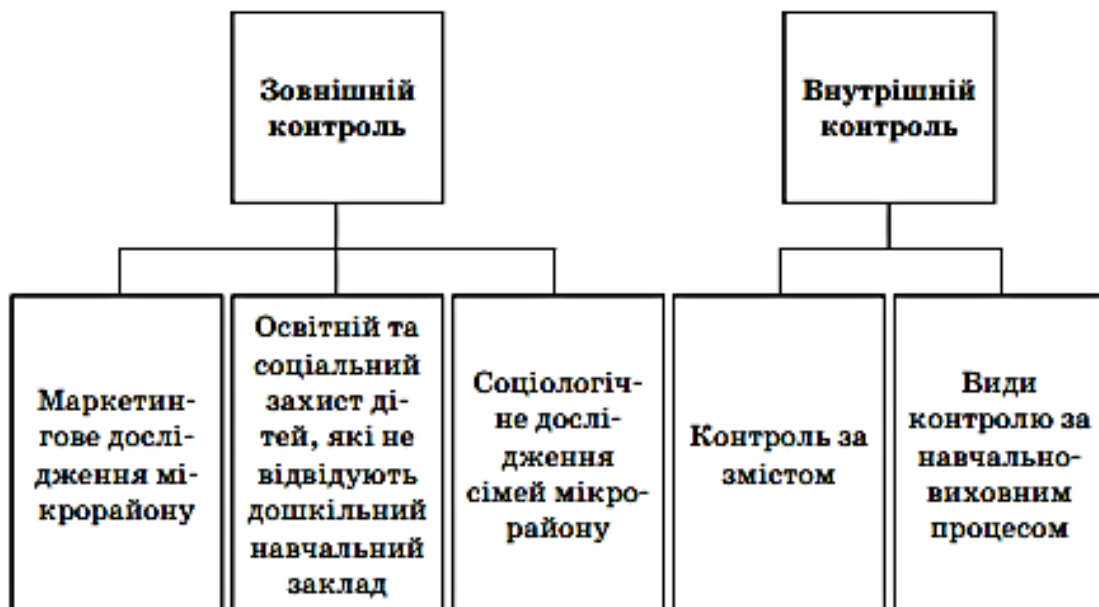 Зовнішній
контроль
Внутрішній
контроль
Маркетин-
гове дослі-
дження мі-
крорайону
Освітній та
соціальний
захист ді-
тей, які не
відвідують
дошкільний
навчальний
заклад
Соціологіч-
не дослі-
дження
сімей мікро-
району
Контроль за
змістом
Види
контролю за
навчально-
виховним
процесом